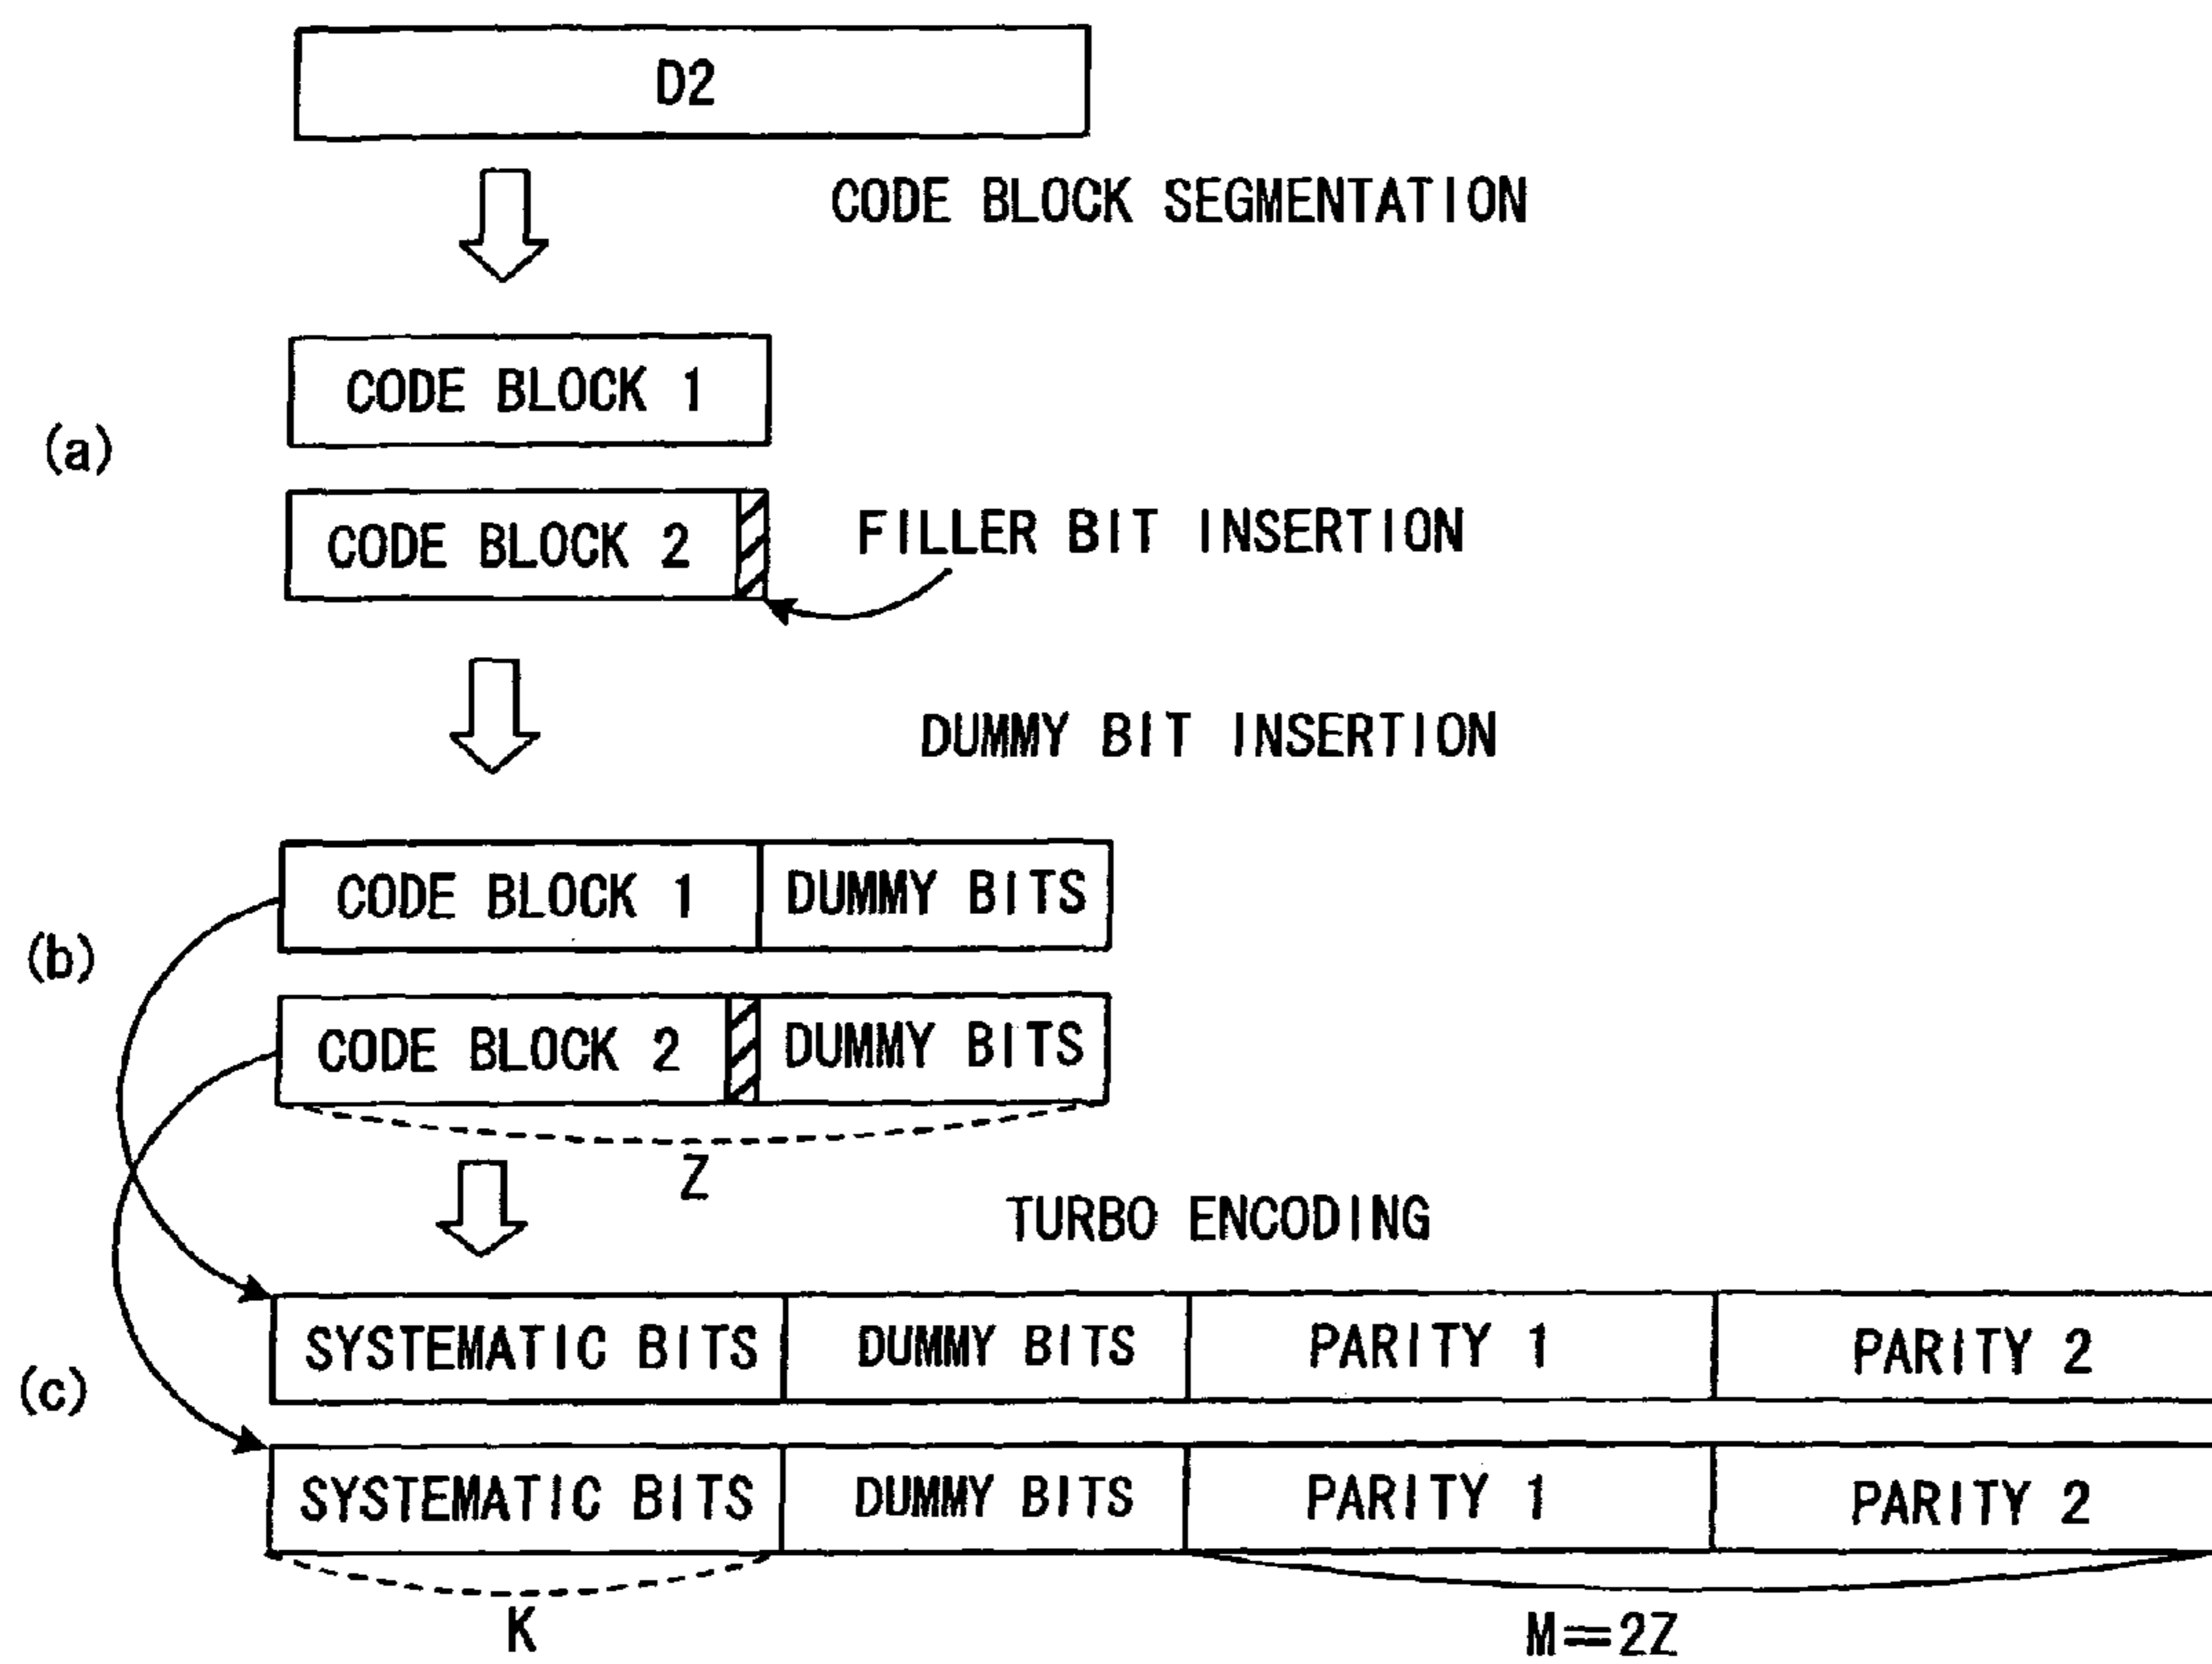 D2
CODE BLOCK SEGMENTATION
CODE BLOCK 1
(a)
CODE BLOCK 2
FILLER BIT INSERTION
DUMMY BIT INSERTION
CODE BLOCK 1 DUMMY BITS
(b)
CODE BLOCK 2 DUMMY BITS
Z
TURBO ENCODING
SYSTEMATIC BITS DUMMY BITS PARITY 1 PARITY 2
(c)
SYSTEMATIC BITS DUMMY BITS PARITY 1 PARITY 2
K
M=2Z